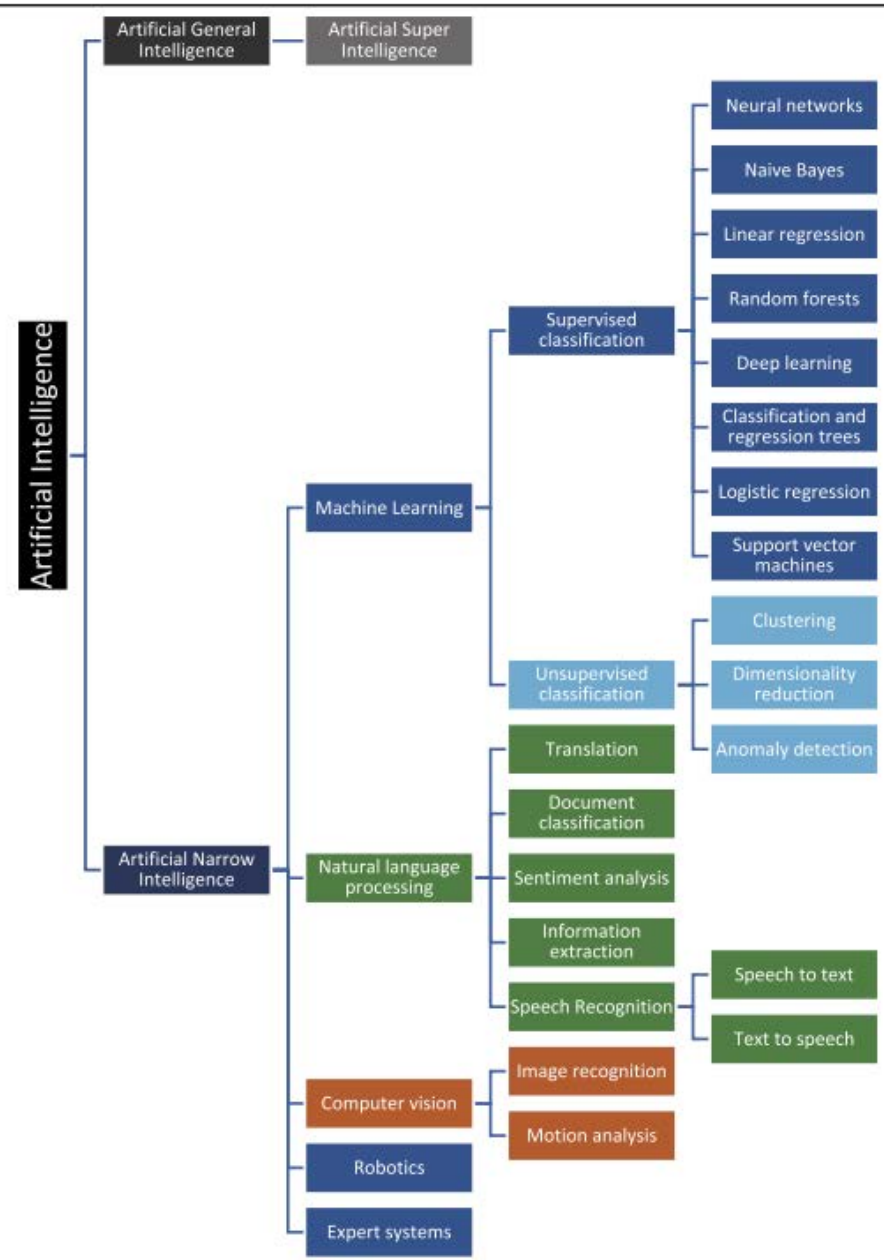 Artificial General
Intelligence
Artificial Super
Intelligence
Neural networks
Naive Bayes
Linear regression
Random forests
Supervised
classification
Deep learning
Classification and
regression trees
Logistic regression
Support vector
machines
Artificial Intelligence
Machine Learning
Clustering
Unsupervised
classification
Dimensionality
reduction
Anomaly detection
Translation
Document
classification
Artificial Narrow
Intelligence
Natural language
processing
Sentiment analysis
Information
extraction
Speech Recognition
Speech to text
Text to speech
Image recognition
Computer vision
Motion analysis
Robotics
Expert systems